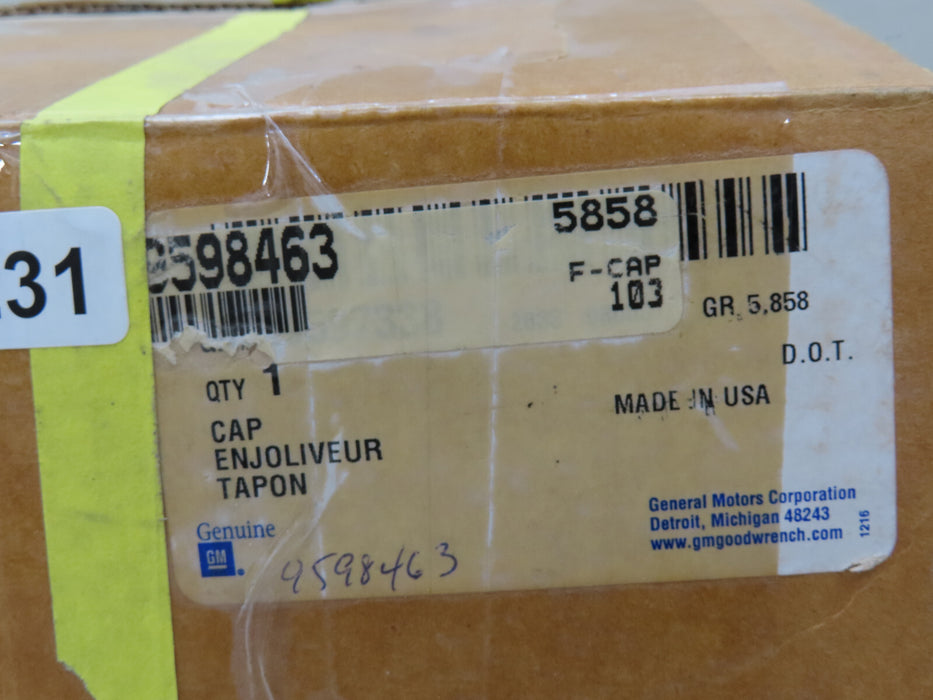 31
9598463
5858
F-CAP
103
GR. 5,858
D.O.T.
QTY 1
MADE IN USA
CAP
ENJOLIVEUR
TAPON
Genuine
GM
9598463
General Motors Corporation
Detroit, Michigan 48243
www.gmgoodwrench.com
1216